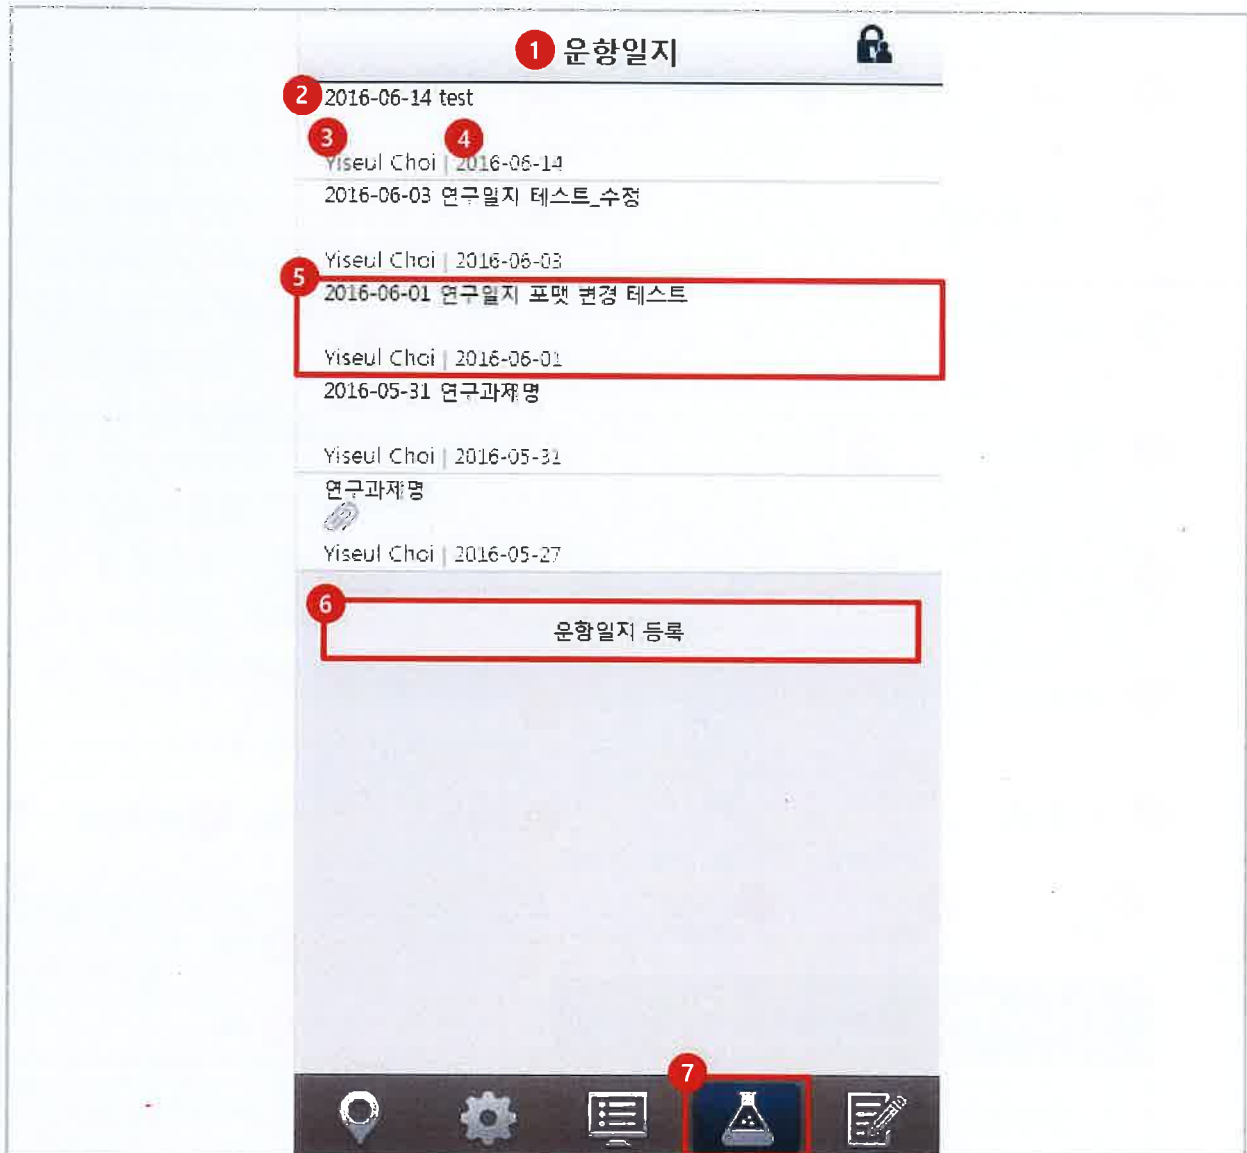 1 운항일지
2 2016-06-14 test
3 4
Yiseul Choi | 2016-06-14
2016-06-03 연구일지 테스트_수정
Yiseul Choi | 2016-06-03
5
2016-06-01 연구일지 포맷 변경 테스트
Yiseul Choi | 2016-06-01
2016-05-31 연구과제명
Yiseul Choi | 2016-05-31
연구과제명
Yiseul Choi | 2016-05-27
6
운항일지 등록
7